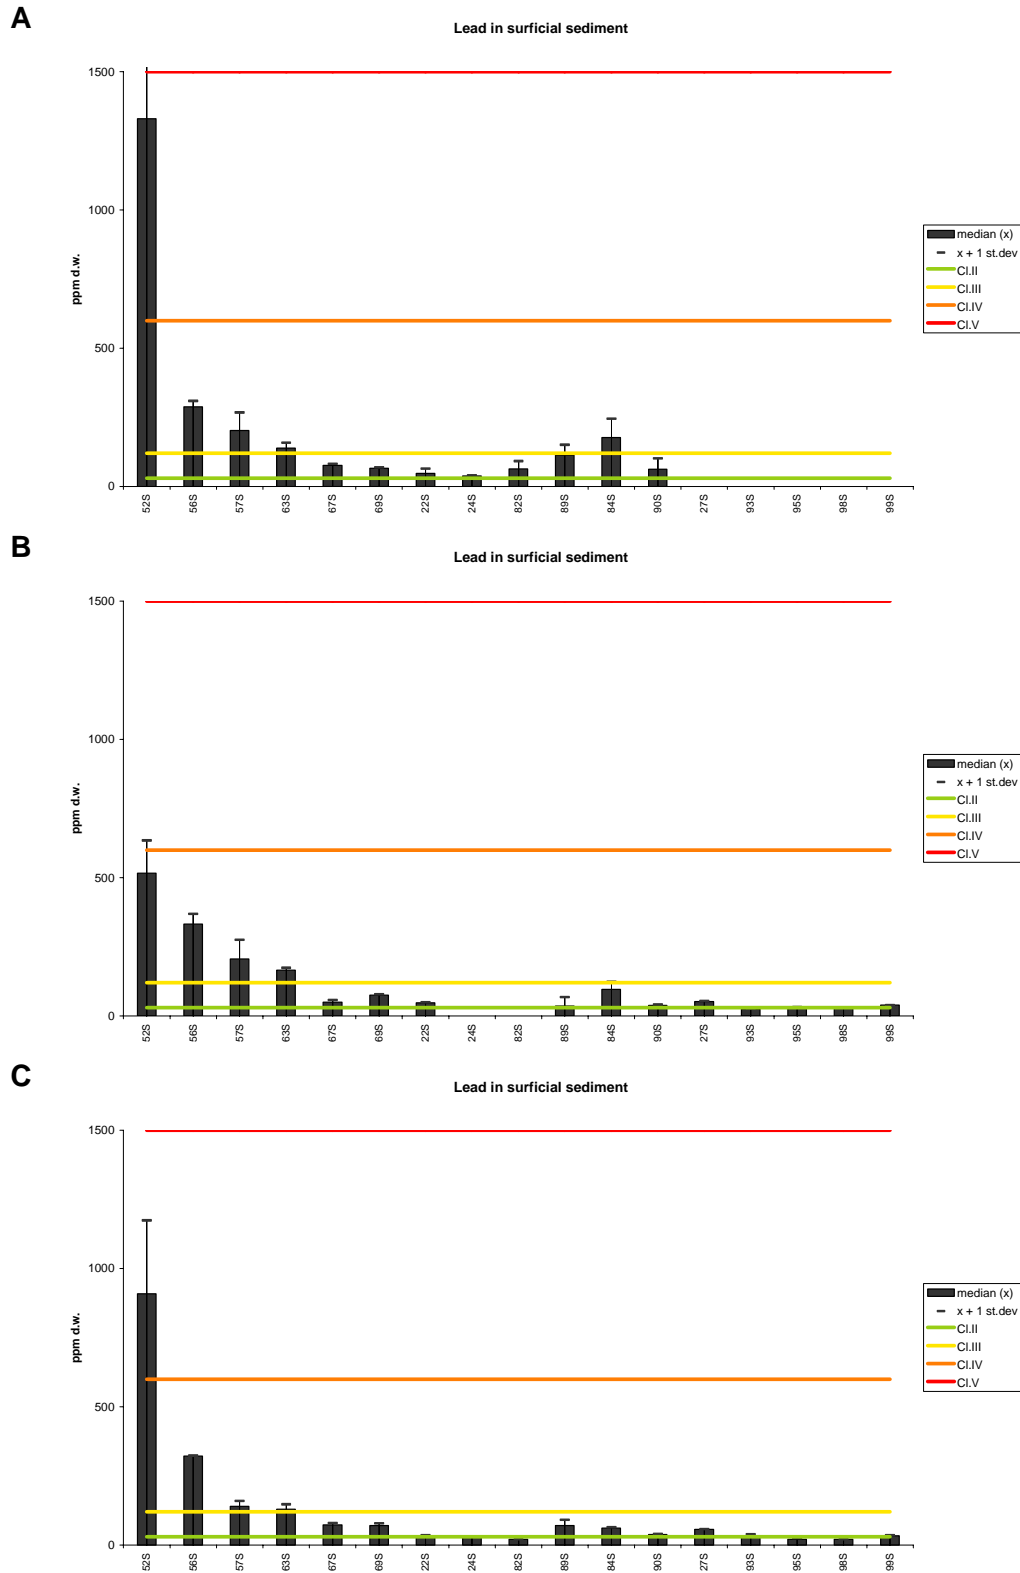 A
Lead in surficial sediment
1500
1000
500
0
ppm d.w.
52S
56S
57S
63S
67S
69S
22S
24S
82S
89S
84S
90S
27S
93S
95S
98S
99S
median (x)
x + 1 st.dev
Cl.II
Cl.III
Cl.IV
Cl.V
B
Lead in surficial sediment
1500
1000
500
0
ppm d.w.
52S
56S
57S
63S
67S
69S
22S
24S
82S
89S
84S
90S
27S
93S
95S
98S
99S
median (x)
x + 1 st.dev
Cl.II
Cl.III
Cl.IV
Cl.V
C
Lead in surficial sediment
1500
1000
500
0
ppm d.w.
52S
56S
57S
63S
67S
69S
22S
24S
82S
89S
84S
90S
27S
93S
95S
98S
99S
median (x)
x + 1 st.dev
Cl.II
Cl.III
Cl.IV
Cl.V